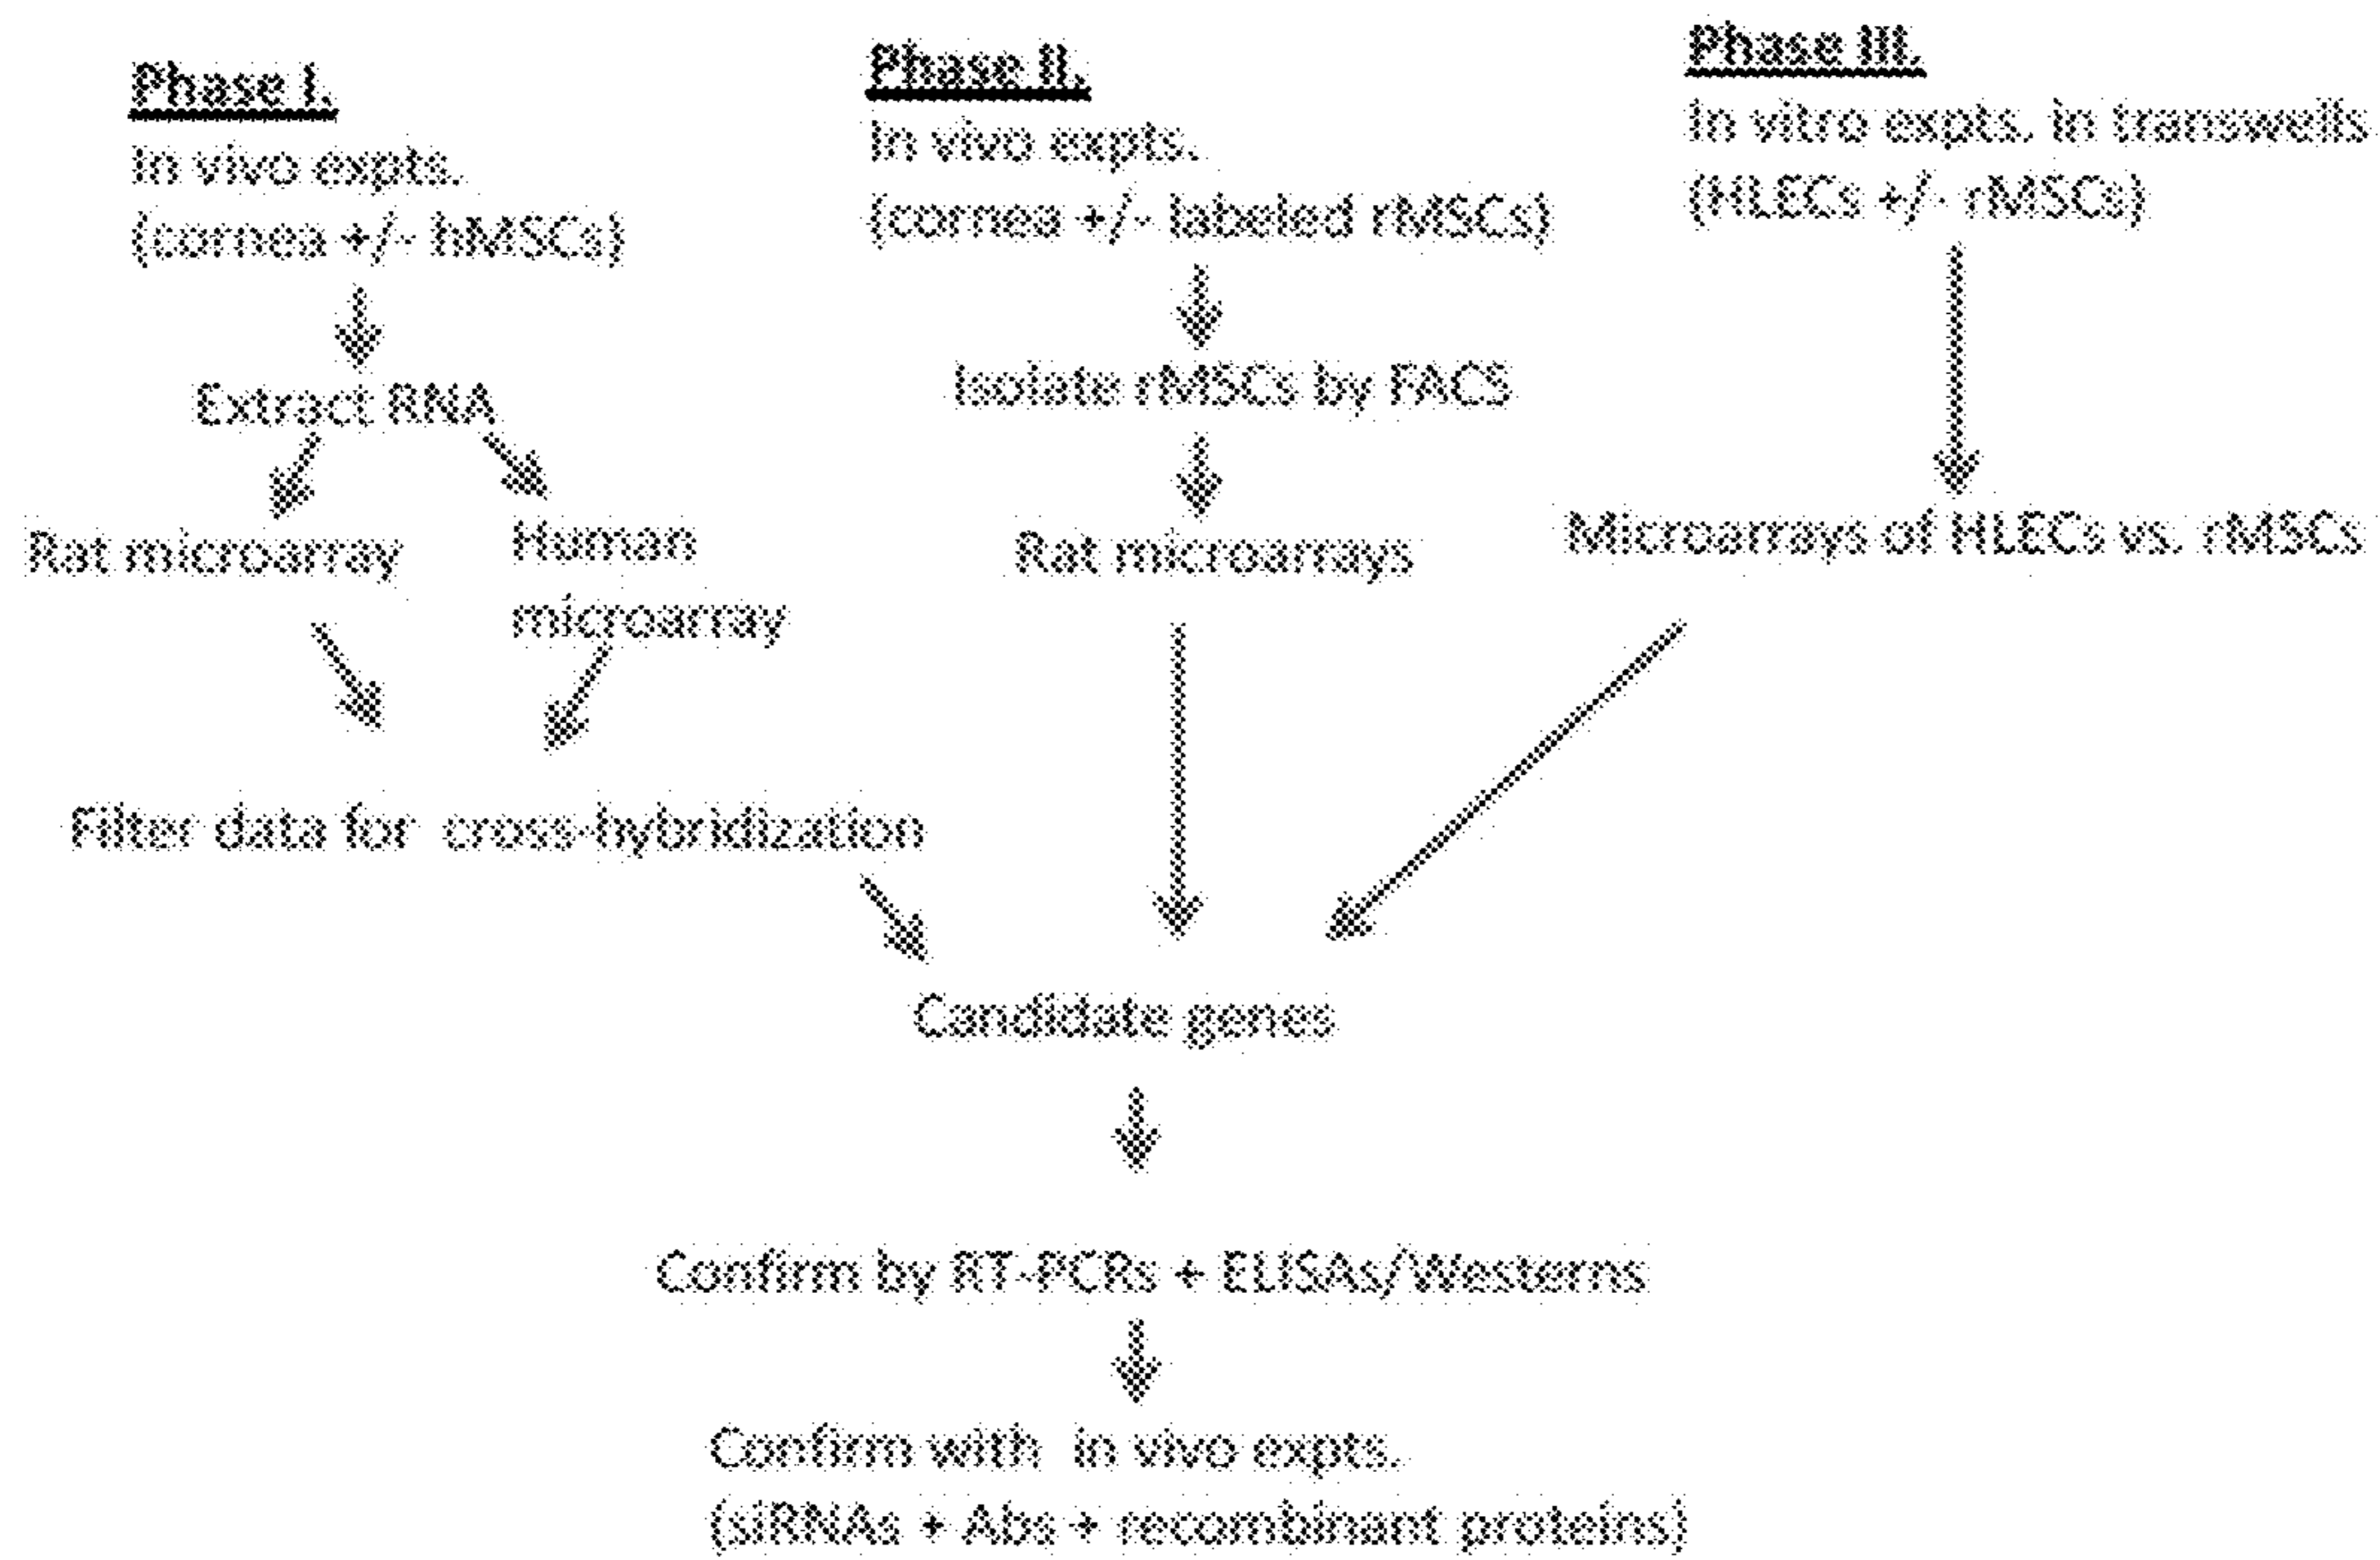 Phase I.
In vivo expts.
(cornea +/- hMSCs)
Extract RNA
Rat microarray
Human
microarray
Filter data for cross-hybridization
Phase II.
In vivo expts.
(cornea +/- labeled rMSCs)
Isolate rMSCs by FACS
Rat microarrays
Phase III.
In vitro expts. in transwells
(HLECs +/- rMSCs)
Microarrays of HLECs vs. rMSCs
Candidate genes
Confirm by RT-PCRs + ELISAs/Westerns
Confirm with in vivo expts.
(siRNAs + Abs + recombinant proteins)